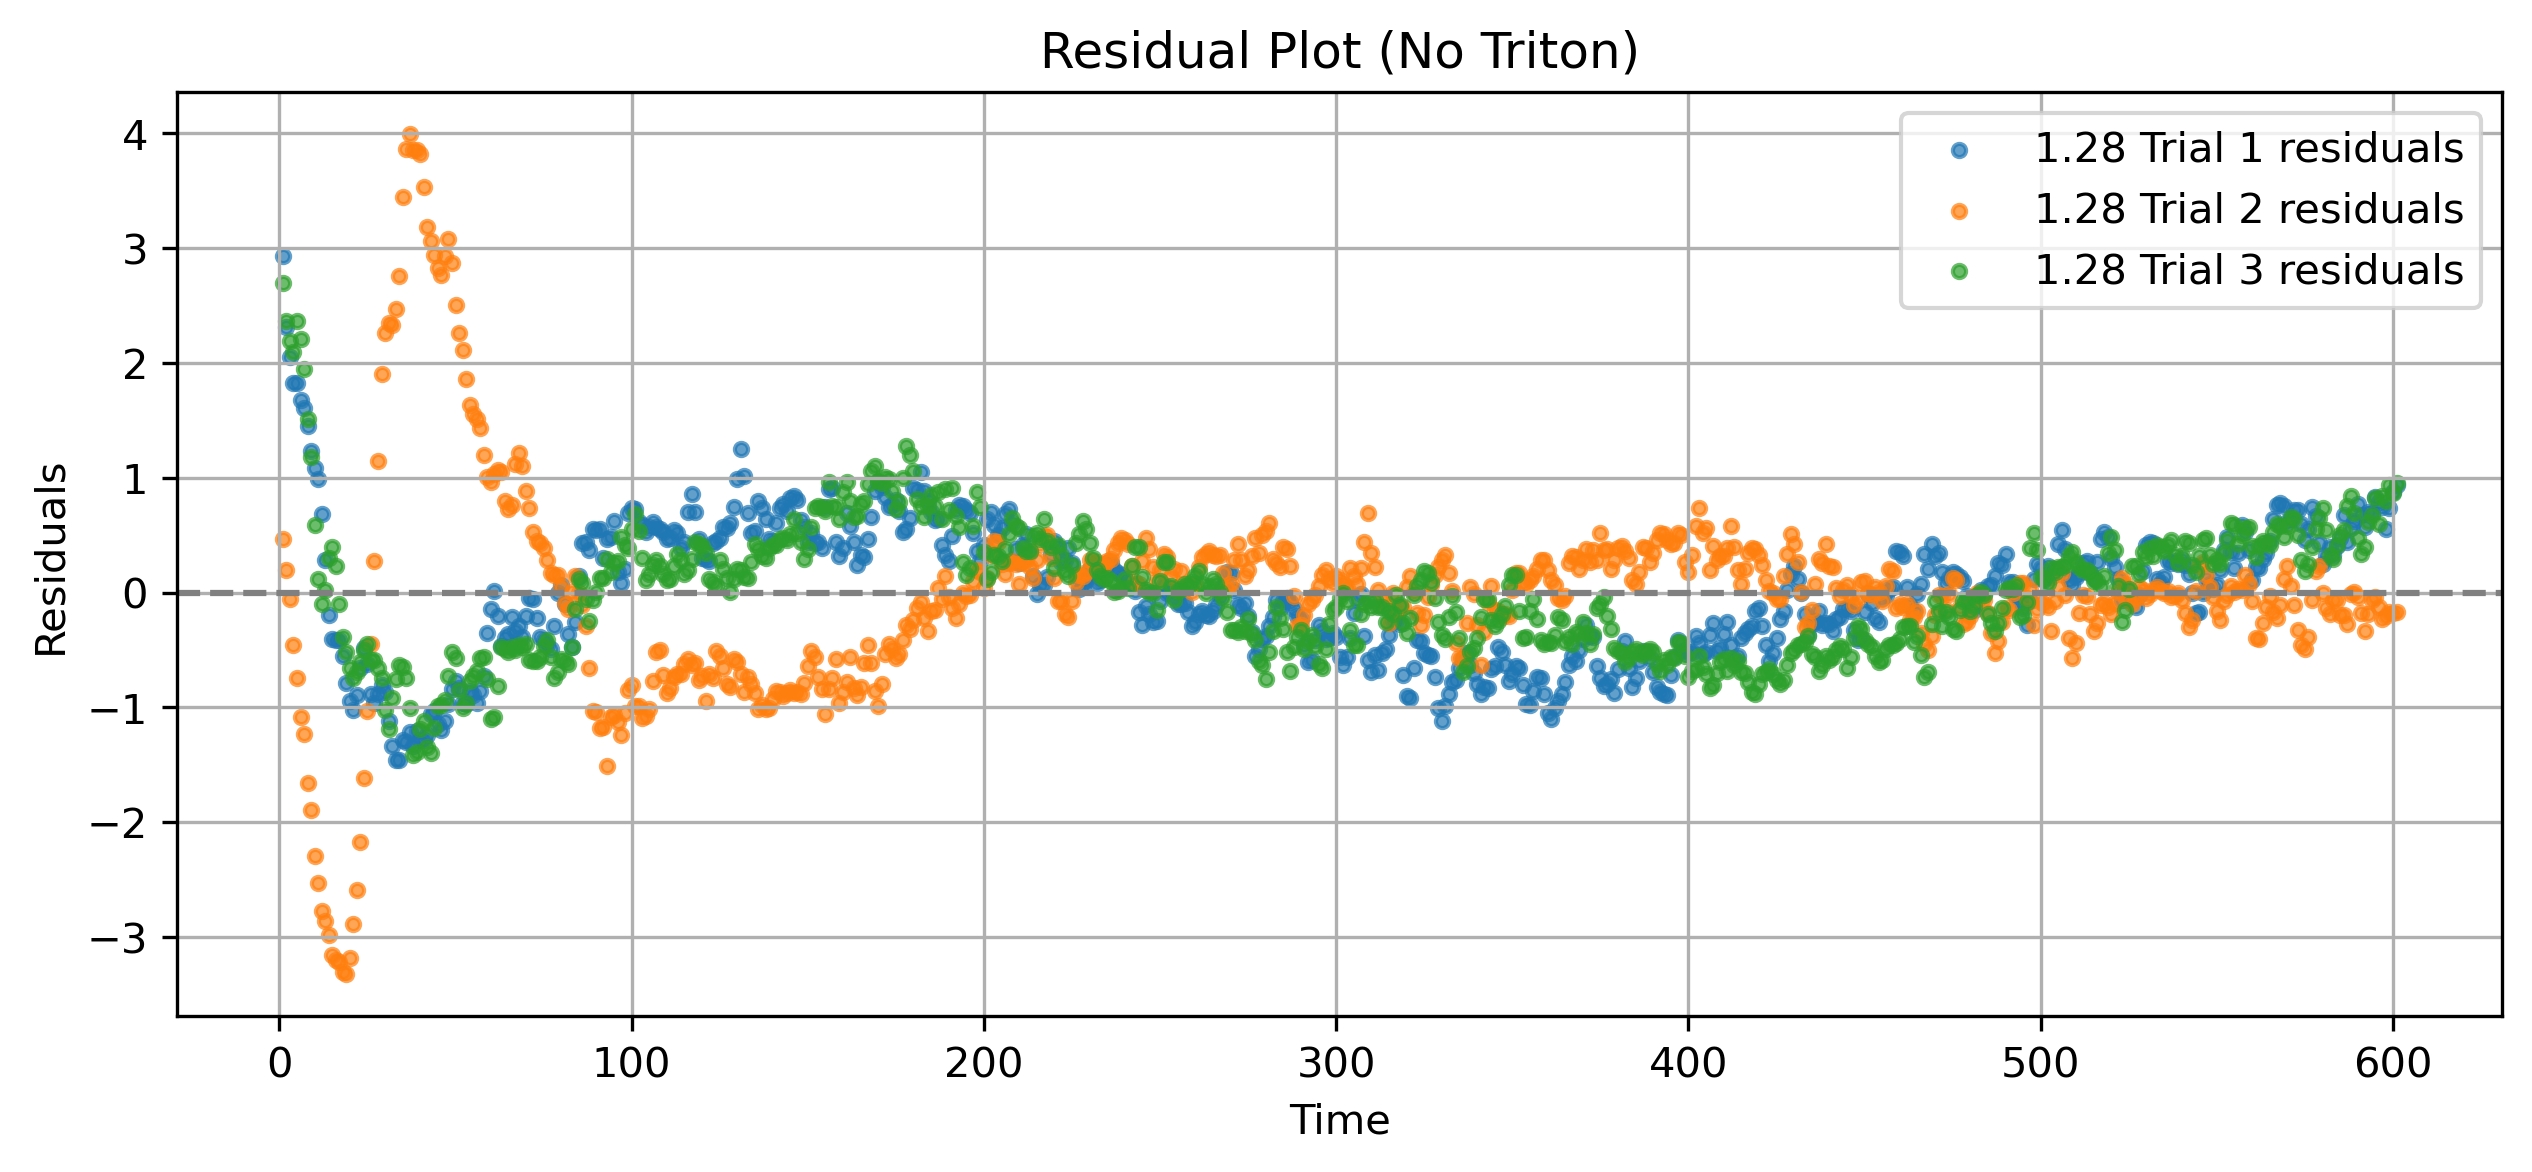 Residual Plot (No Triton)
1.28 Trial 1 residuals
1.28 Trial 2 residuals
1.28 Trial 3 residuals
Residuals
4
3
2
1
0
−1
−2
−3
0 100 200 300 400 500 600
Time